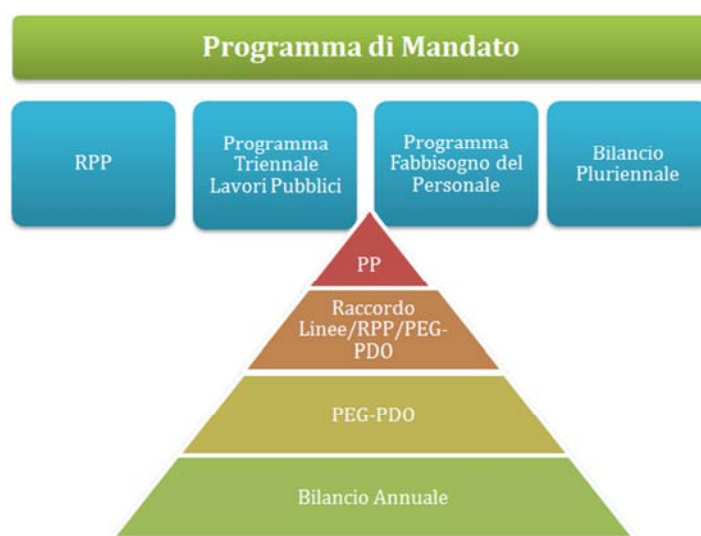 Programma di Mandato
RPP
Programma
Triennale
Lavori Pubblici
Programma
Fabbisogno del
Personale
Bilancio
Pluriennale
PP
Raccordo
Linee/RPP/PEG-
PDO
PEG-PDO
Bilancio Annuale